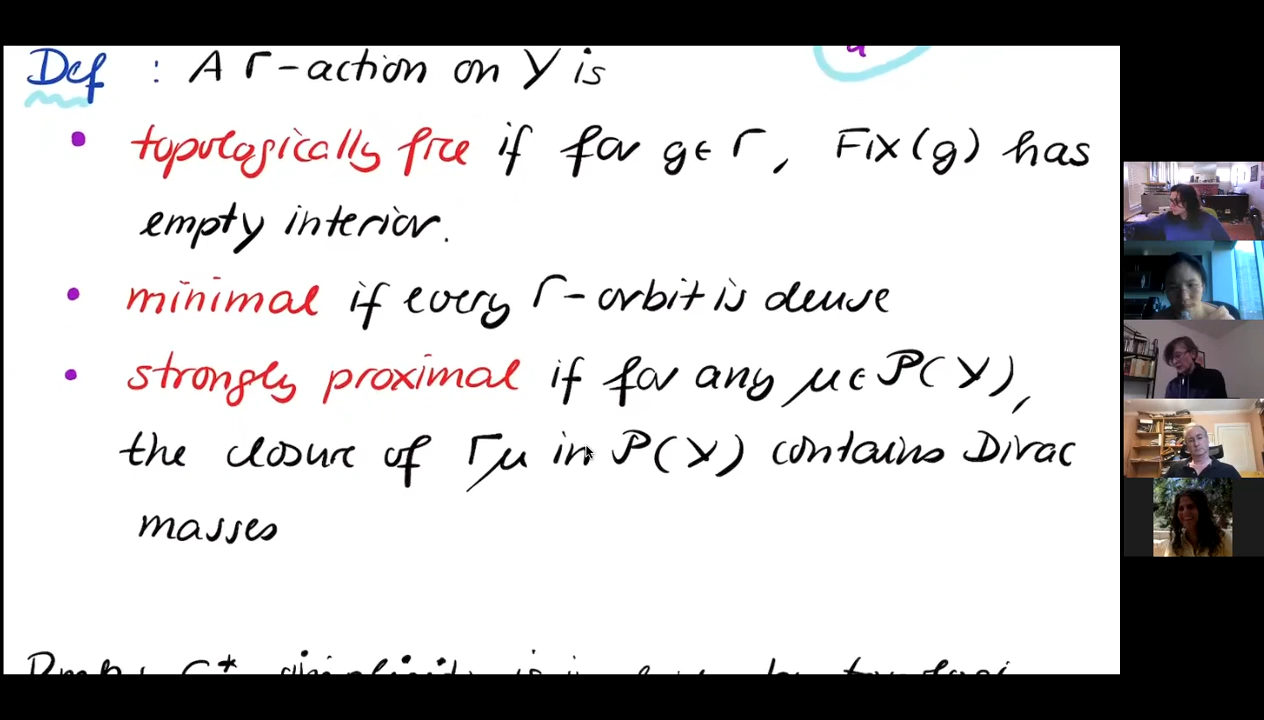 Def : A Γ-action on Y is
• topologically free if for g ∈ Γ, Fix(g) has
empty interior.
• minimal if every Γ-orbit is dense
• strongly proximal if for any μ ∈ P(Y),
the closure of Γμ in P(Y) contains Dirac
masses